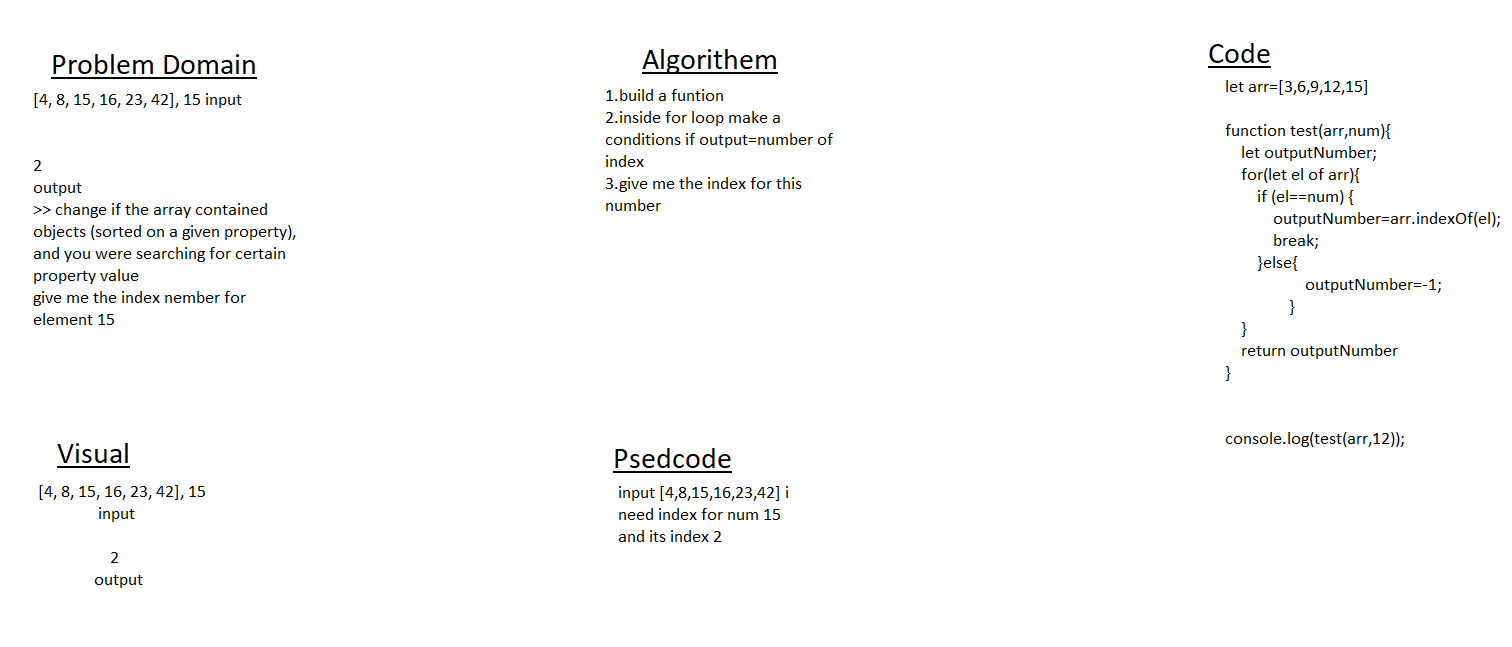 Problem Domain
[4, 8, 15, 16, 23, 42], 15 input
2
output
>> change if the array contained
objects (sorted on a given property),
and you were searching for certain
property value
give me the index nember for
element 15
Visual
[4, 8, 15, 16, 23, 42], 15
input
2
output
Algorithem
1.build a funtion
2.inside for loop make a
conditions if output=number of
index
3.give me the index for this
number
Psedcode
input [4,8,15,16,23,42] i
need index for num 15
and its index 2
Code
let arr=[3,6,9,12,15]
function test(arr,num){
let outputNumber;
for(let el of arr){
if (el==num) {
outputNumber=arr.indexOf(el);
break;
}else{
outputNumber=-1;
}
}
return outputNumber
}
console.log(test(arr,12));